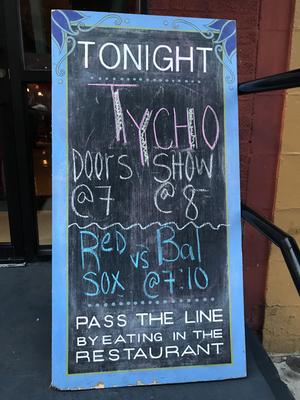 TONIGHT
TYCHO
DOORS SHOW
@7 @8
RED vs Bal
SOX @7:10
PASS THE LINE
BY EATING IN THE
RESTAURANT